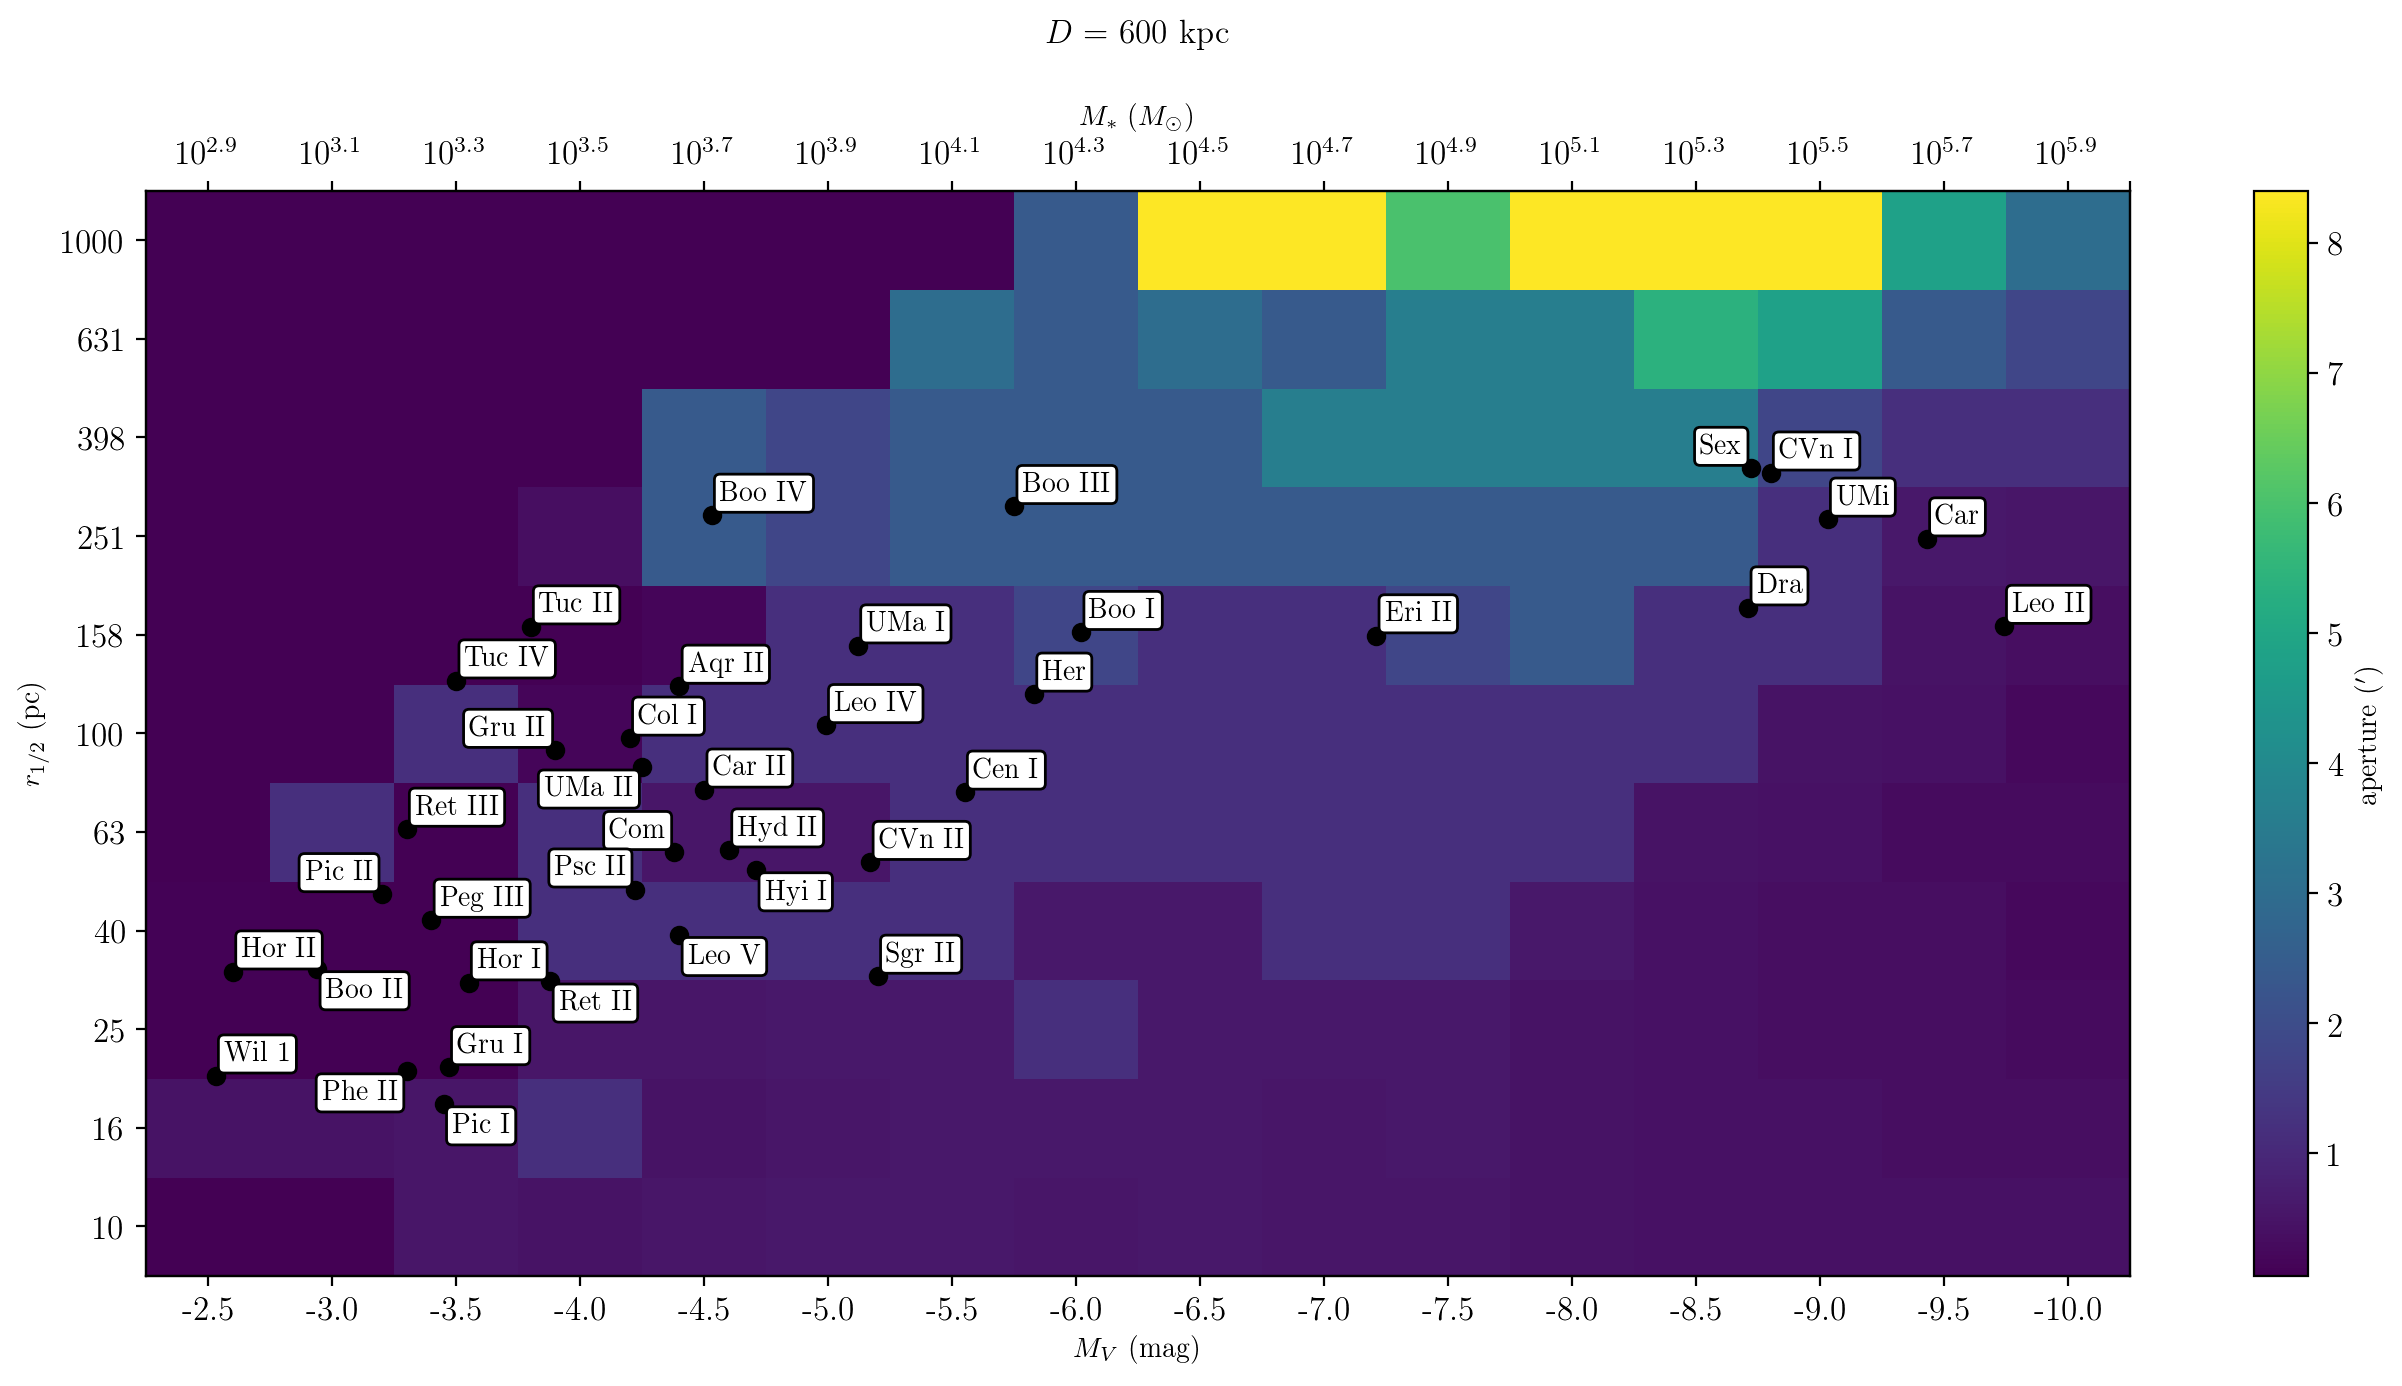 D = 600 kpc
M* (M⊙)
10^2.9 10^3.1 10^3.3 10^3.5 10^3.7 10^3.9 10^4.1 10^4.3 10^4.5 10^4.7 10^4.9 10^5.1 10^5.3 10^5.5 10^5.7 10^5.9
1000
631
398
251
158
100
63
40
25
16
10
r1/2 (pc)
Sex
CVn I
Boo IV
Boo III
UMi
Car
Dra
Tuc II
UMa I
Boo I
Eri II
Leo II
Tuc IV
Aqr II
Her
Gru II
Col I
Leo IV
UMa II
Car II
Cen I
Ret III
Com
Hyd II
CVn II
Pic II
Psc II
Peg III
Hyi I
Hor II
Hor I
Leo V
Sgr II
Boo II
Ret II
Wil 1
Gru I
Phe II
Pic I
-2.5 -3.0 -3.5 -4.0 -4.5 -5.0 -5.5 -6.0 -6.5 -7.0 -7.5 -8.0 -8.5 -9.0 -9.5 -10.0
MV (mag)
8
7
6
5
4
3
2
1
aperture (′)